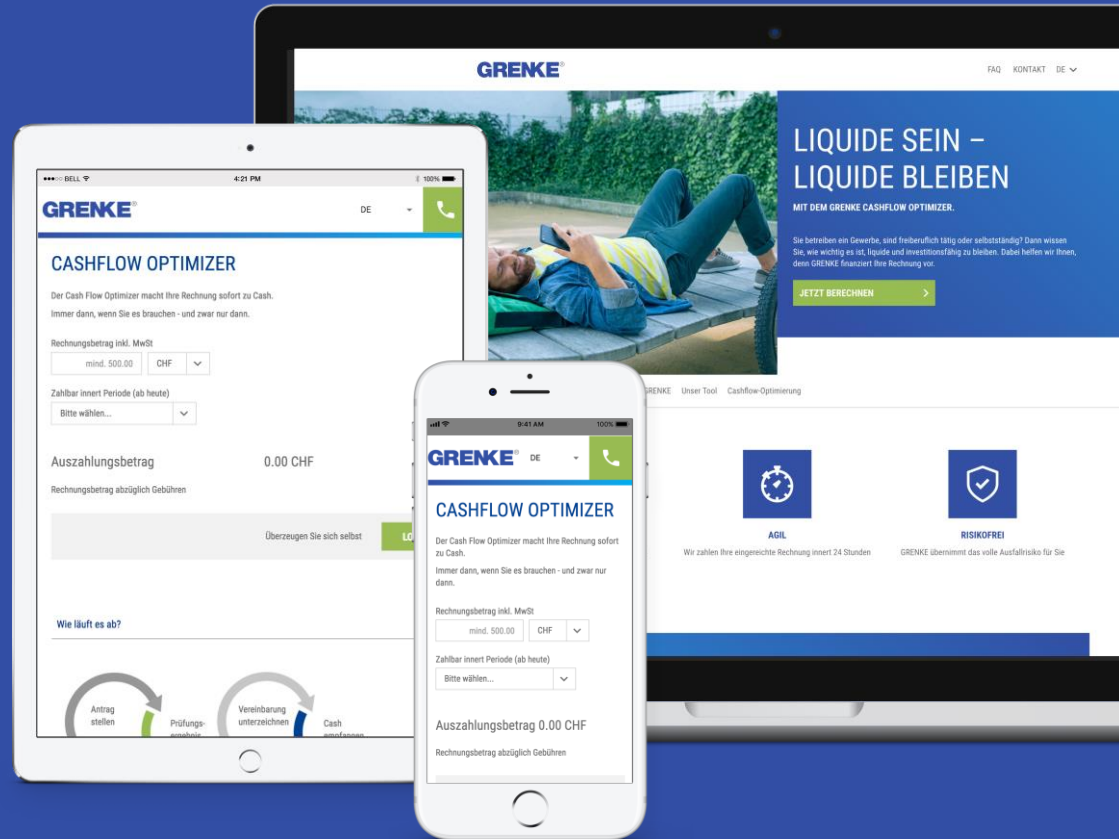 GRENKE®
FAQ KONTAKT DE
LIQUIDE SEIN –
LIQUIDE BLEIBEN
MIT DEM GRENKE CASHFLOW OPTIMIZER.
Sie betreiben ein Gewerbe, sind freiberuflich tätig oder selbstständig? Dann wissen
Sie, wie wichtig es ist, liquide und investitionsfähig zu bleiben. Dabei helfen wir Ihnen,
denn GRENKE finanziert Ihre Rechnung vor.
JETZT BERECHNEN
GRENKE Unser Tool Cashflow-Optimierung
AGIL
Wir zahlen Ihre eingereichte Rechnung innert 24 Stunden
RISIKOFREI
GRENKE übernimmt das volle Ausfallrisiko für Sie
BELL 4:21 PM 100%
GRENKE® DE
CASHFLOW OPTIMIZER
Der Cash Flow Optimizer macht Ihre Rechnung sofort zu Cash.
Immer dann, wenn Sie es brauchen - und zwar nur dann.
Rechnungsbetrag inkl. MwSt
mind. 500.00 CHF
Zahlbar innert Periode (ab heute)
Bitte wählen...
Auszahlungsbetrag 0.00 CHF
Rechnungsbetrag abzüglich Gebühren
Überzeugen Sie sich selbst
Wie läuft es ab?
Antrag
stellen
Prüfungs-
ergebnis
Vereinbarung
unterzeichnen
Cash
empfangen
9:41 AM 100%
GRENKE® DE
CASHFLOW OPTIMIZER
Der Cash Flow Optimizer macht Ihre Rechnung sofort
zu Cash.
Immer dann, wenn Sie es brauchen - und zwar nur
dann.
Rechnungsbetrag inkl. MwSt
mind. 500.00 CHF
Zahlbar innert Periode (ab heute)
Bitte wählen...
Auszahlungsbetrag 0.00 CHF
Rechnungsbetrag abzüglich Gebühren